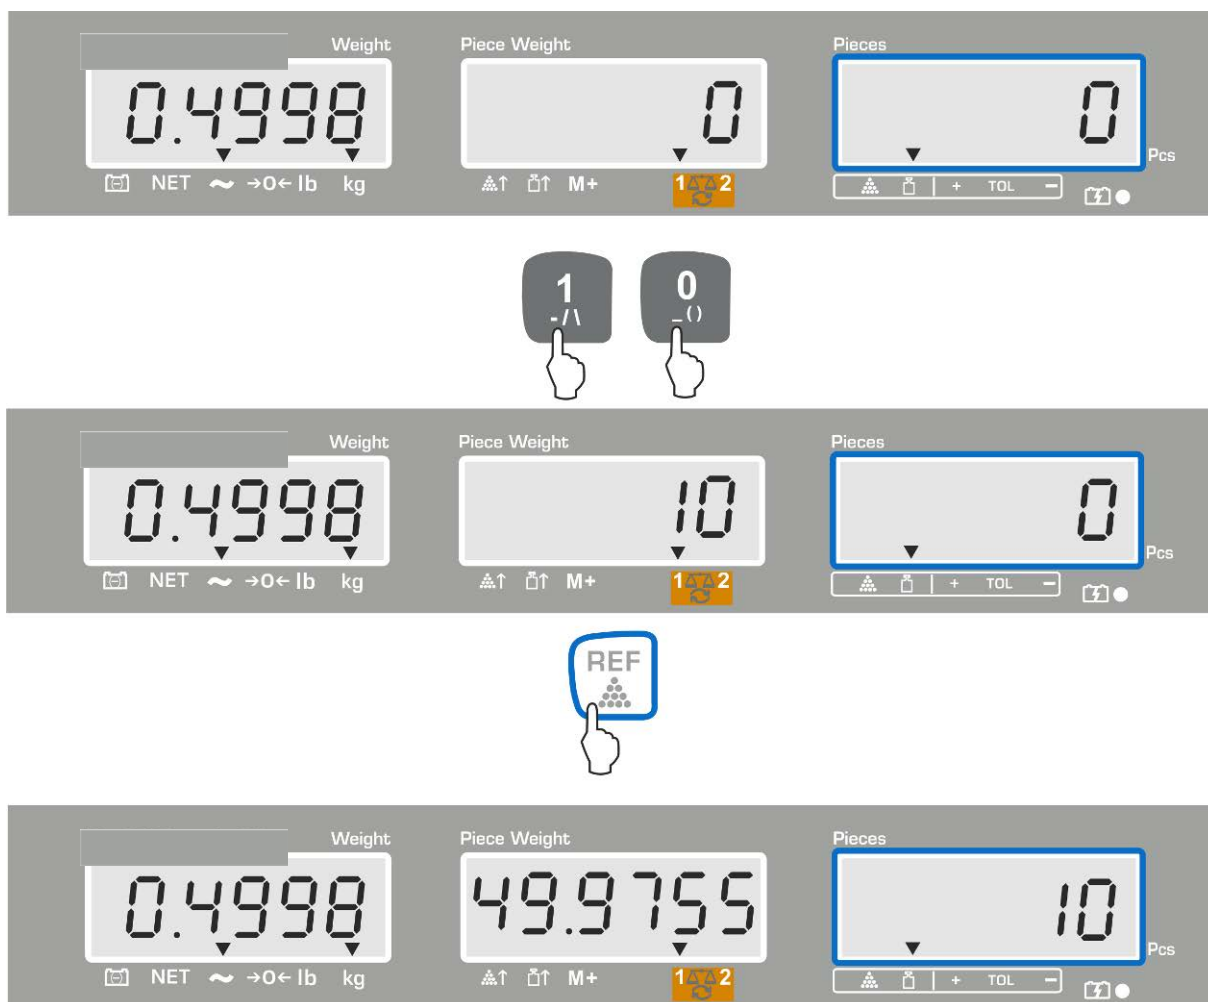 Weight Piece Weight Pieces
0.4998 0 0
Pcs
NET ~ →0← lb kg M+ 1 2 + TOL −
1 0
-/\ _()
Weight Piece Weight Pieces
0.4998 10 0
Pcs
NET ~ →0← lb kg M+ 1 2 + TOL −
REF
Weight Piece Weight Pieces
0.4998 49.9755 10
Pcs
NET ~ →0← lb kg M+ 1 2 + TOL −